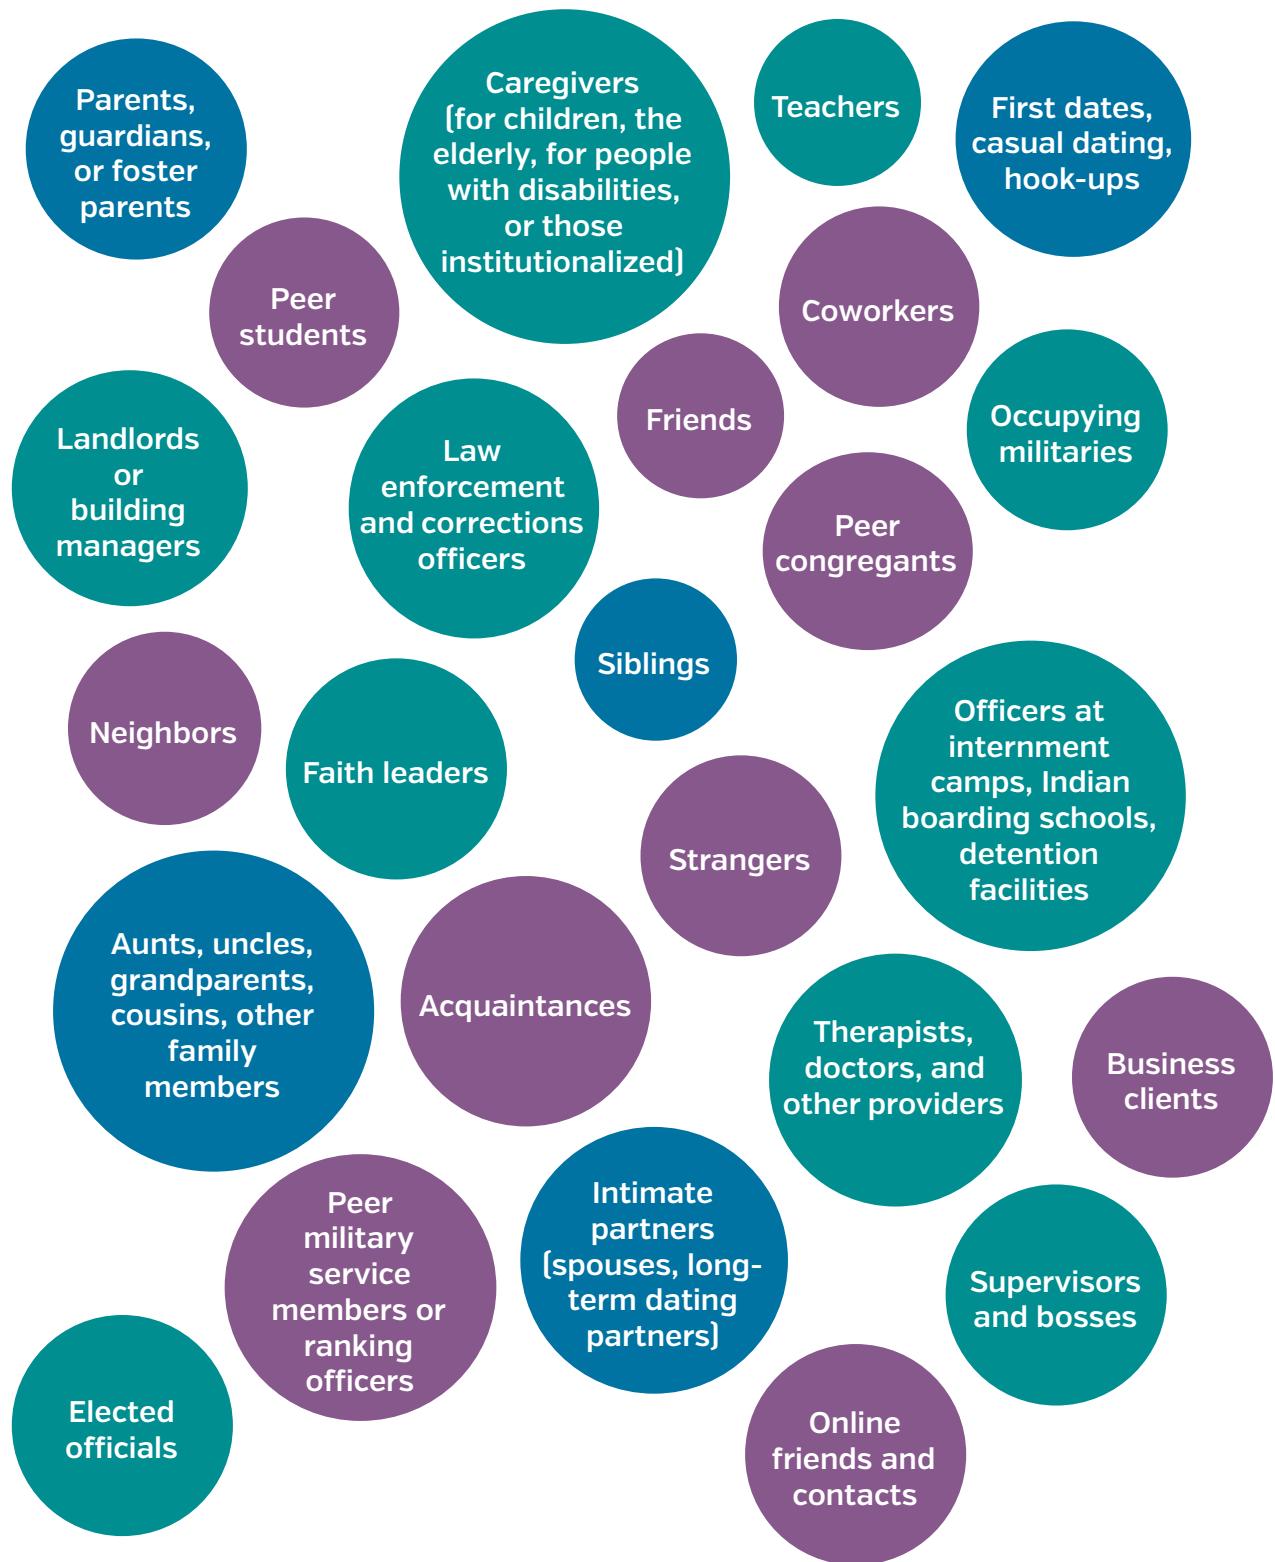 Parents,
guardians,
or foster
parents
Caregivers
(for children, the
elderly, for people
with disabilities,
or those
institutionalized)
Teachers
First dates,
casual dating,
hook-ups
Peer
students
Coworkers
Friends
Occupying
militaries
Landlords
or
building
managers
Law
enforcement
and corrections
officers
Peer
congregants
Siblings
Neighbors
Faith leaders
Officers at
internment
camps, Indian
boarding schools,
detention
facilities
Strangers
Aunts, uncles,
grandparents,
cousins, other
family
members
Acquaintances
Therapists,
doctors, and
other providers
Business
clients
Peer
military
service
members or
ranking
officers
Intimate
partners
(spouses, long-
term dating
partners)
Supervisors
and bosses
Elected
officials
Online
friends and
contacts